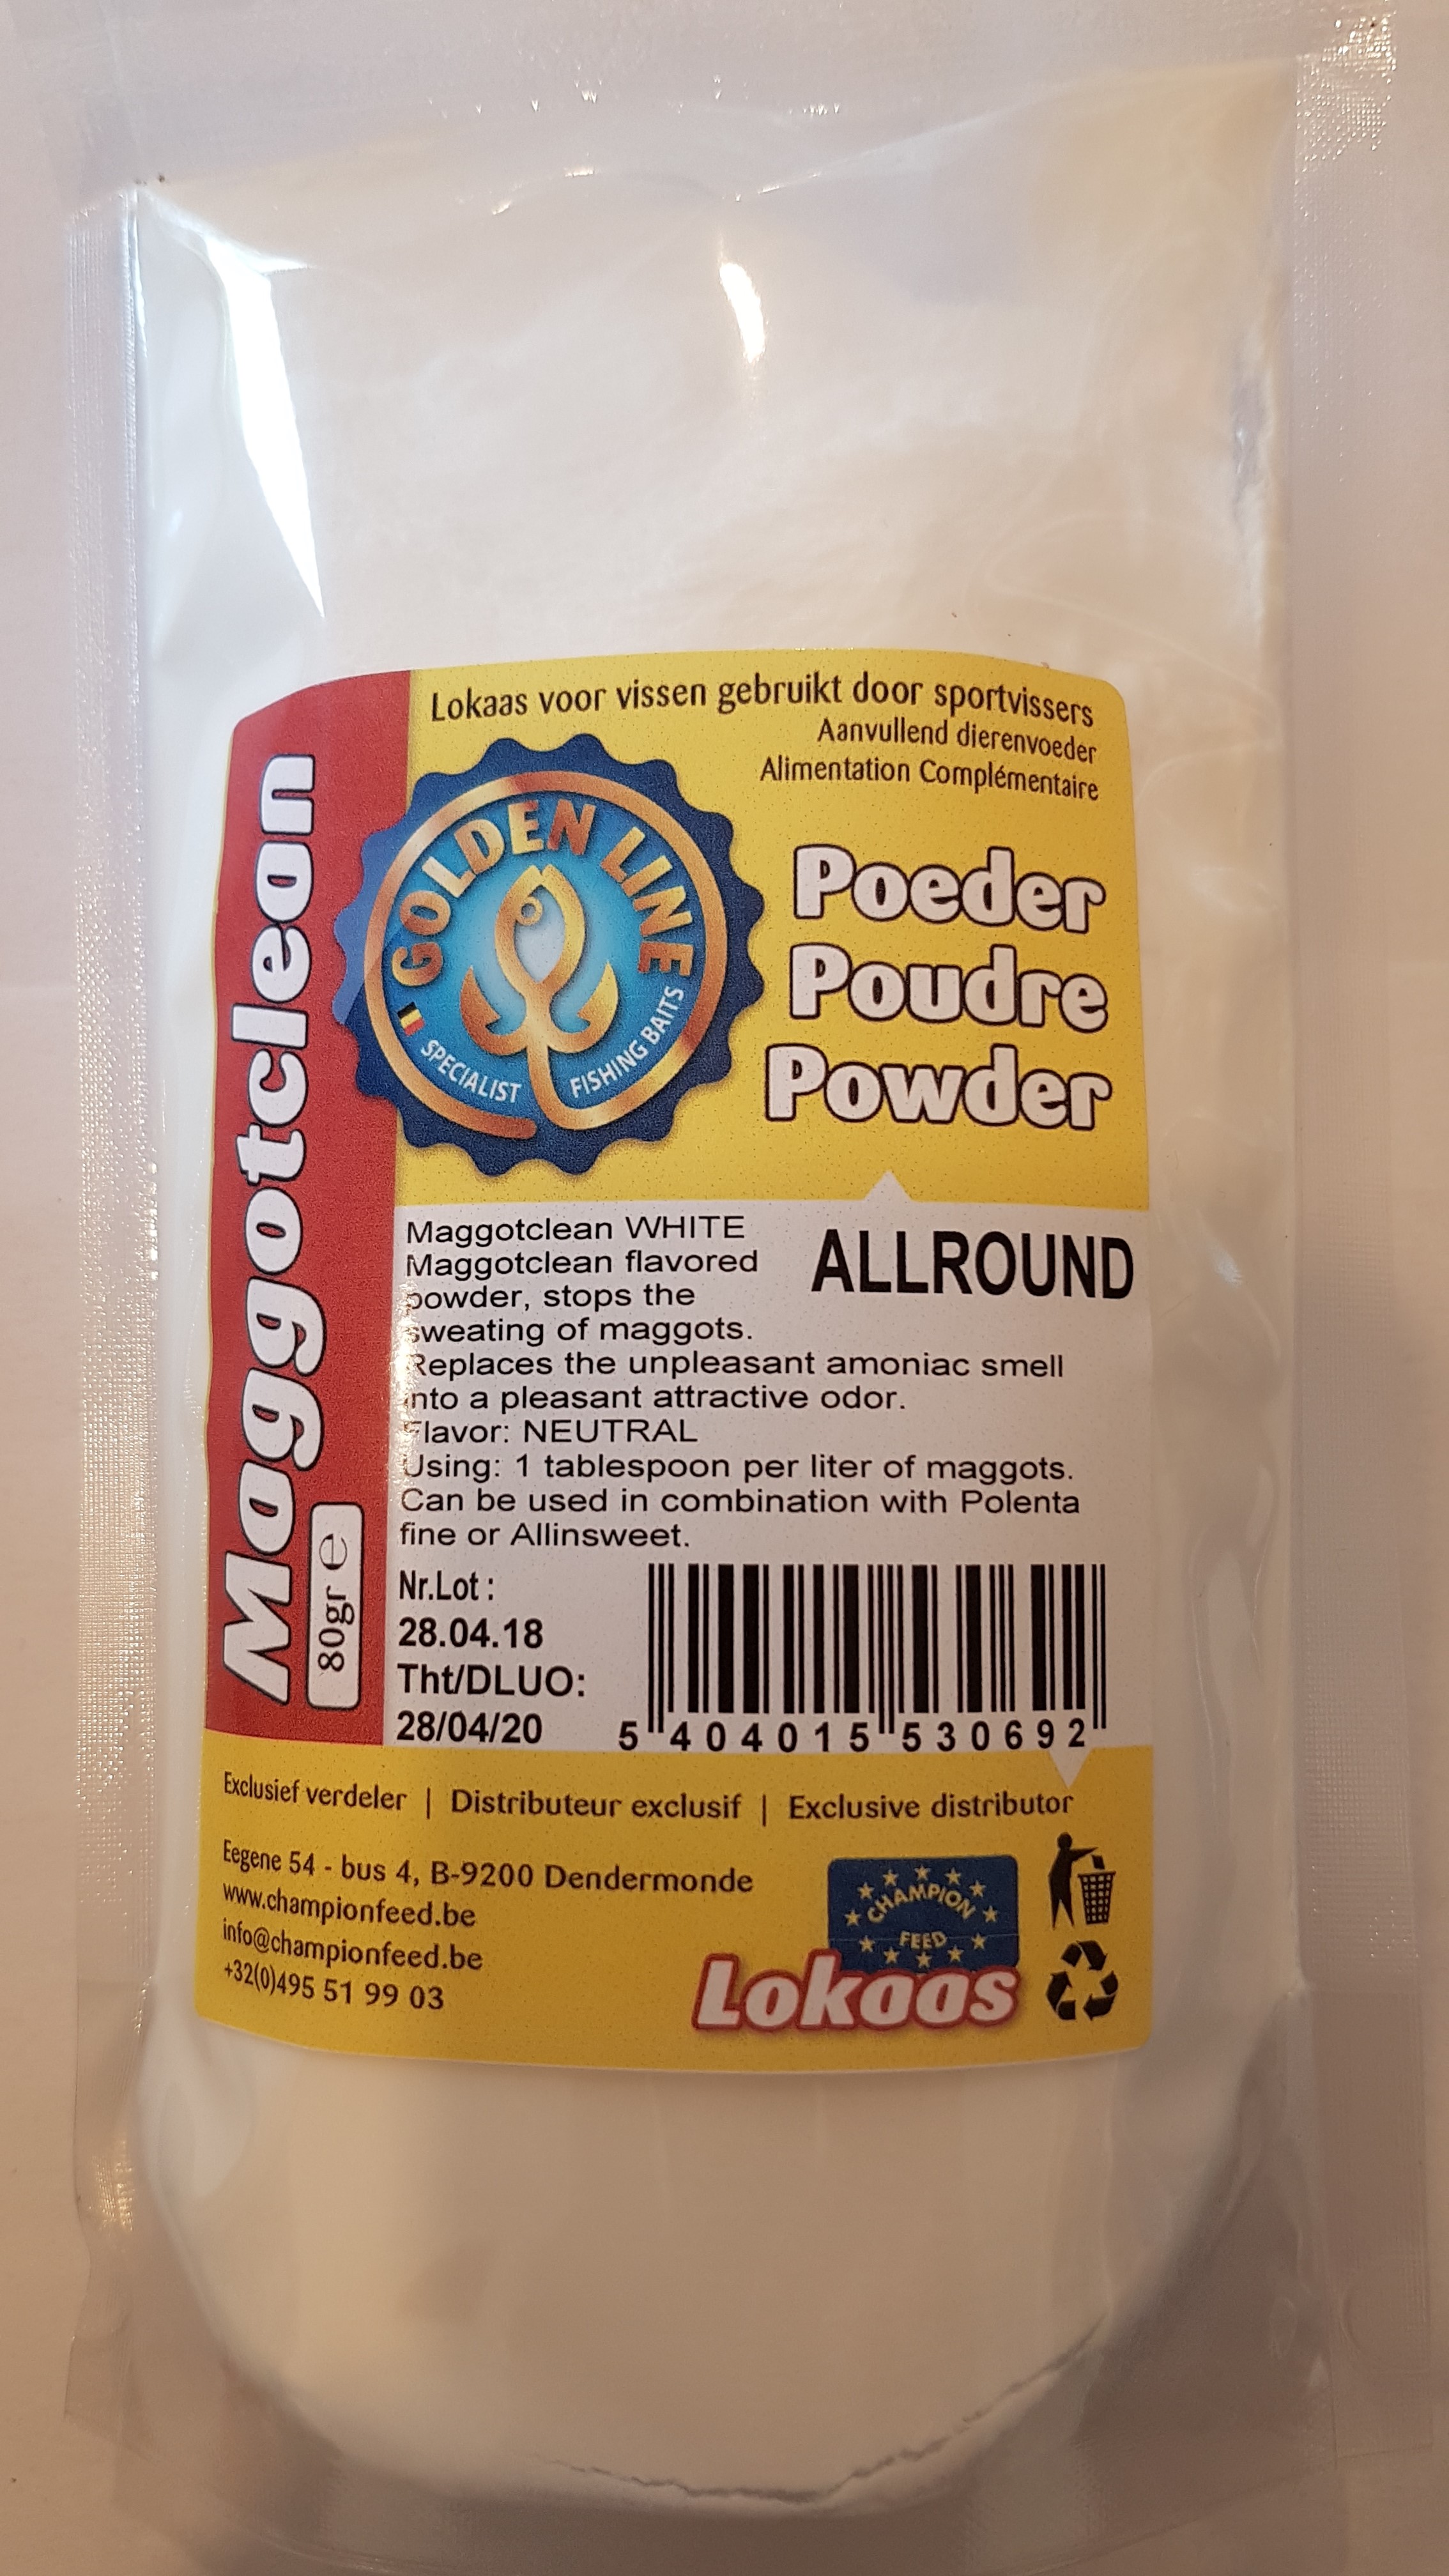 Lokaas voor vissen gebruikt door sportvissers
Aanvullend dierenvoeder
Alimentation Complémentaire
Maggotclean
80gr e
GOLDEN LINE
SPECIALIST FISHING BAITS
Poeder
Poudre
Powder
ALLROUND
Maggotclean WHITE
Maggotclean flavored
powder, stops the
sweating of maggots.
Replaces the unpleasant amoniac smell
into a pleasant attractive odor.
Flavor: NEUTRAL
Using: 1 tablespoon per liter of maggots.
Can be used in combination with Polenta
fine or Allinsweet.
Nr.Lot :
28.04.18
Tht/DLUO:
28/04/20
5 404015 530692
Exclusief verdeler | Distributeur exclusif | Exclusive distributor
Eegene 54 - bus 4, B-9200 Dendermonde
www.championfeed.be
info@championfeed.be
+32(0)495 51 99 03
CHAMPION
FEED
Lokaas